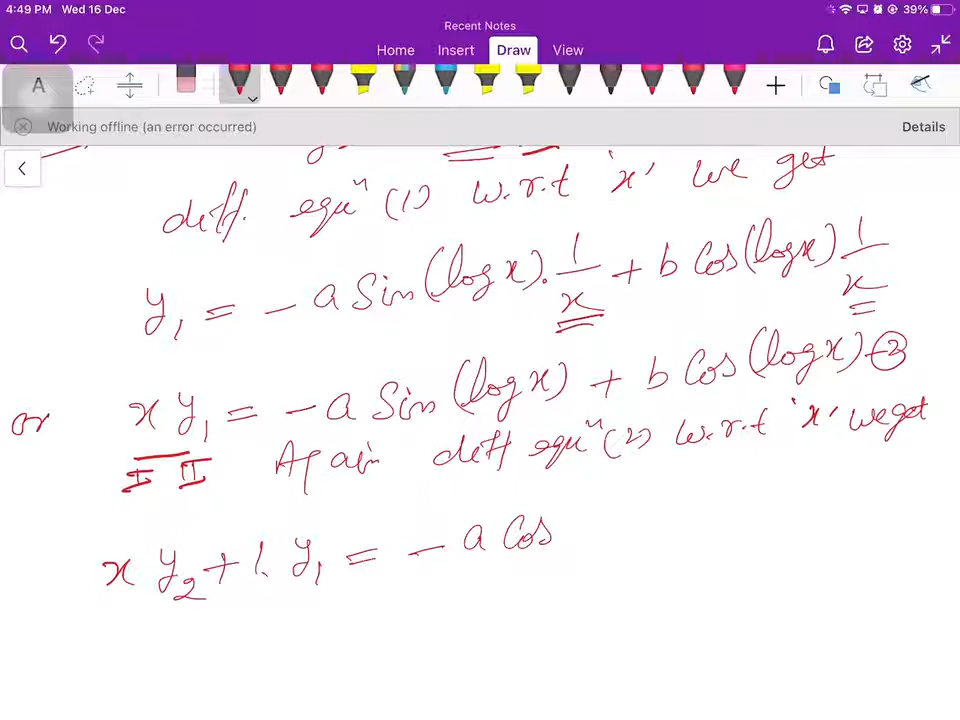 4:49 PM Wed 16 Dec
39%
Recent Notes
Home Insert Draw View
A
Working offline (an error occurred)
Details
diff. equⁿ (1) w.r.t 'x' we get
y₁ = - a Sin (log x). 1/x + b Cos (log x) 1/x
or x y₁ = - a Sin (log x) + b Cos (log x) -②
I II Again diff equⁿ (2) w.r.t 'x' we get
x y₂ + 1. y₁ = - a Cos